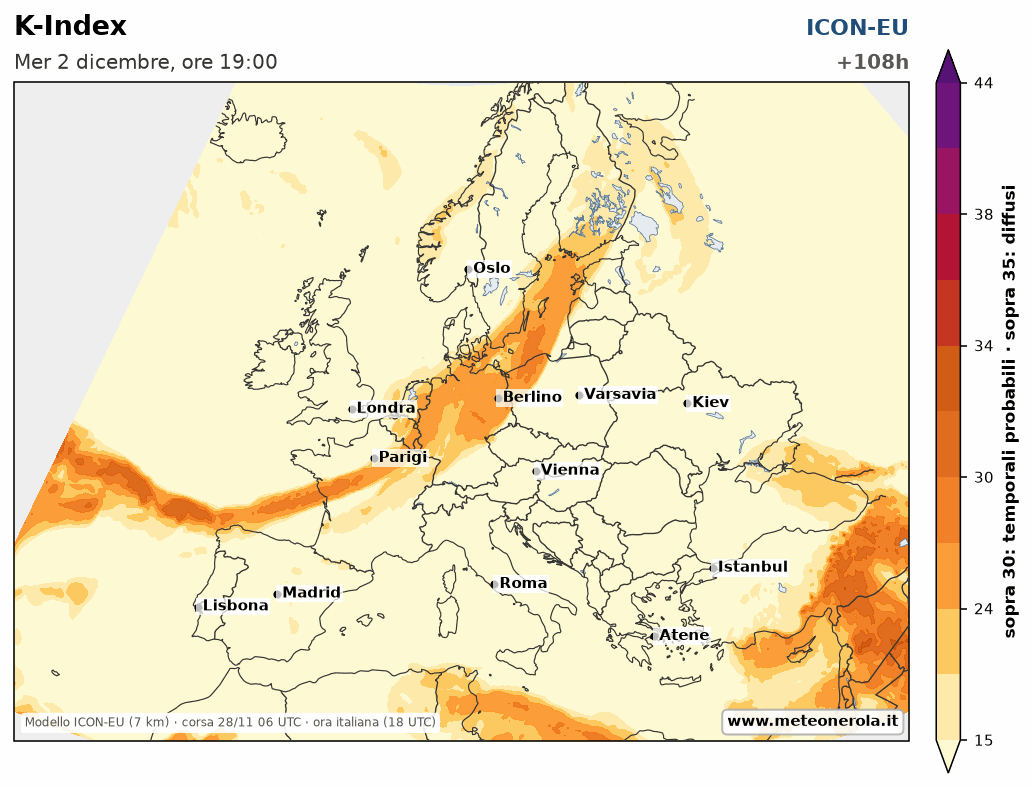 K-Index
ICON-EU
Mer 2 dicembre, ore 19:00
+108h
44
38
34
30
24
15
sopra 30: temporali probabili · sopra 35: diffusi
Oslo
Berlino
Varsavia
Kiev
Londra
Parigi
Vienna
Istanbul
Roma
Madrid
Lisbona
Atene
Modello ICON-EU (7 km) · corsa 28/11 06 UTC · ora italiana (18 UTC)
www.meteonerola.it